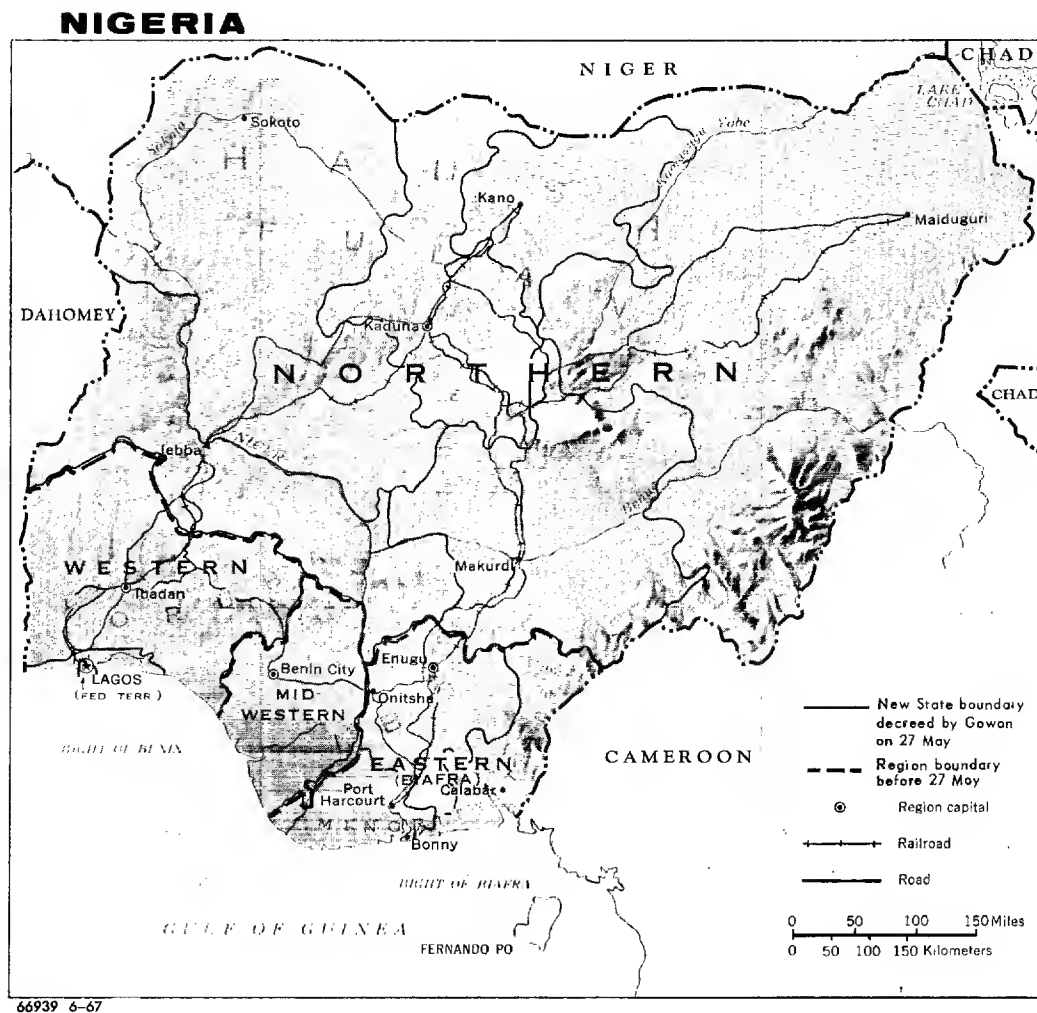 NIGERIA
CHAD
NIGER
LAKE
CHAD
Sokoto
Sokoto
Yobe
H A U
Kano
Maiduguri
DAHOMEY
Kaduna
NORTHERN
CHAD
Jebba
Niger
Benue
Makurdi
WESTERN
Ibadan
LAGOS
(FED TERR)
Benin City
Enugu
Onitsha
MID-
WESTERN
BIGHT OF BENIN
CAMEROON
EASTERN
(BIAFRA)
Port
Harcourt
Calabar
Bonny
BIGHT OF BIAFRA
GULF OF GUINEA
FERNANDO PO
New State boundary
decreed by Gowon
on 27 May
Region boundary
before 27 May
Region capital
Railroad
Road
0 50 100 150 Miles
0 50 100 150 Kilometers
66939 6-67